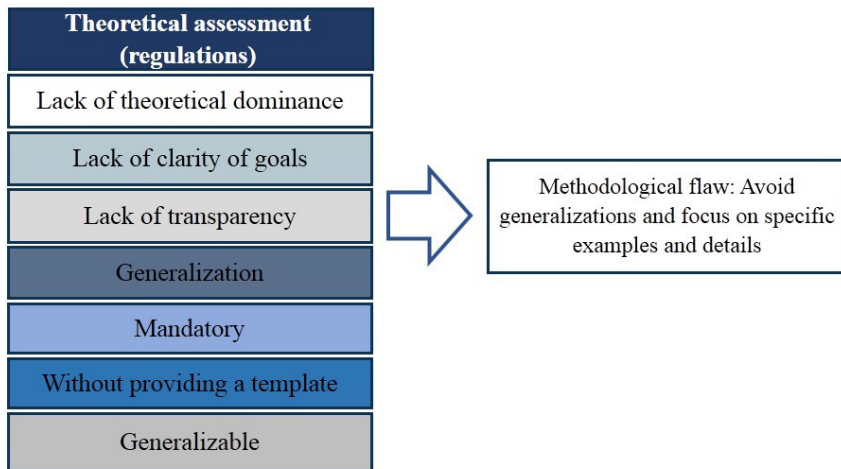 Theoretical assessment
(regulations)
Lack of theoretical dominance
Lack of clarity of goals
Lack of transparency
Generalization
Mandatory
Without providing a template
Generalizable
Methodological flaw: Avoid
generalizations and focus on specific
examples and details